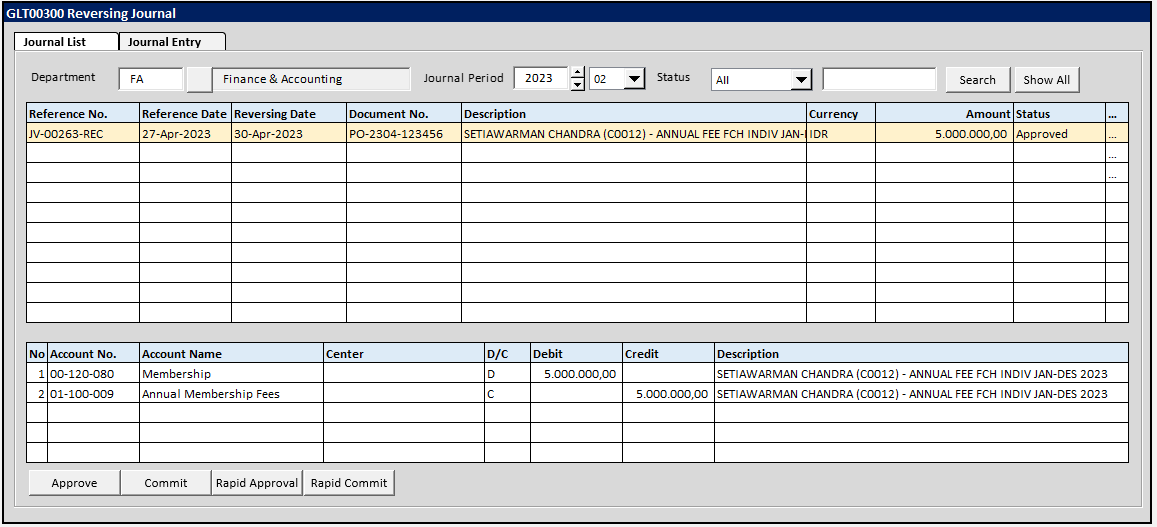 GLT00300 Reversing Journal
Journal List Journal Entry
Department FA Finance & Accounting Journal Period 2023 02 Status All Search Show All
Reference No. Reference Date Reversing Date Document No. Description Currency Amount Status ...
JV-00263-REC 27-Apr-2023 30-Apr-2023 PO-2304-123456 SETIAWARMAN CHANDRA (C0012) - ANNUAL FEE FCH INDIV JAN- IDR 5.000.000,00 Approved ...
...
...
No Account No. Account Name Center D/C Debit Credit Description
1 00-120-080 Membership D 5.000.000,00 SETIAWARMAN CHANDRA (C0012) - ANNUAL FEE FCH INDIV JAN-DES 2023
2 01-100-009 Annual Membership Fees C 5.000.000,00 SETIAWARMAN CHANDRA (C0012) - ANNUAL FEE FCH INDIV JAN-DES 2023
Approve Commit Rapid Approval Rapid Commit